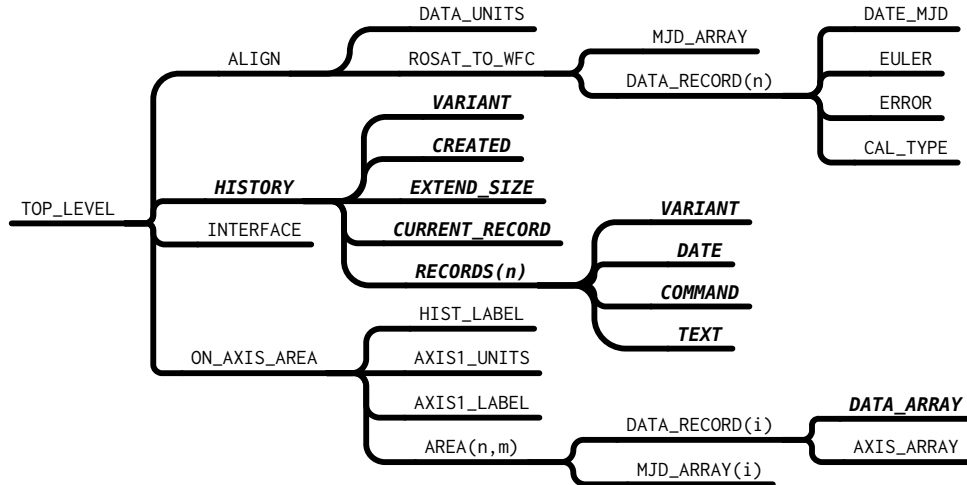 TOP_LEVEL
ALIGN
DATA_UNITS
ROSAT_TO_WFC
MJD_ARRAY
DATA_RECORD(n)
DATE_MJD
EULER
ERROR
CAL_TYPE
HISTORY
VARIANT
CREATED
EXTEND_SIZE
CURRENT_RECORD
RECORDS(n)
VARIANT
DATE
COMMAND
TEXT
INTERFACE
ON_AXIS_AREA
HIST_LABEL
AXIS1_UNITS
AXIS1_LABEL
AREA(n,m)
DATA_RECORD(i)
DATA_ARRAY
AXIS_ARRAY
MJD_ARRAY(i)